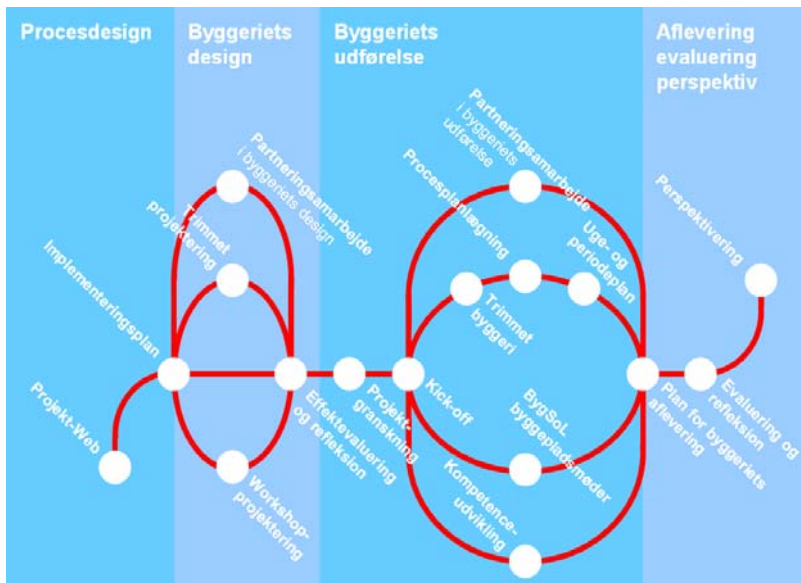 Procesdesign
Byggeriets
design
Byggeriets
udførelse
Aflevering
evaluering
perspektiv
Projekt-Web
Implementeringsplan
Trimmet
projektering
Partneringsamarbejde
i byggeriets design
Workshop-
projektering
Effektevaluering
og refleksion
Projekt-
granskning
Kick-off
Procesplanlægning
Partneringsamarbejde
i byggeriets
udførelse
Trimmet
byggeri
Uge- og
periodeplan
BygSoL
byggepladsmøder
Kompetence-
udvikling
Plan for byggeriets
aflevering
Evaluering og
refleksion
Perspektivering